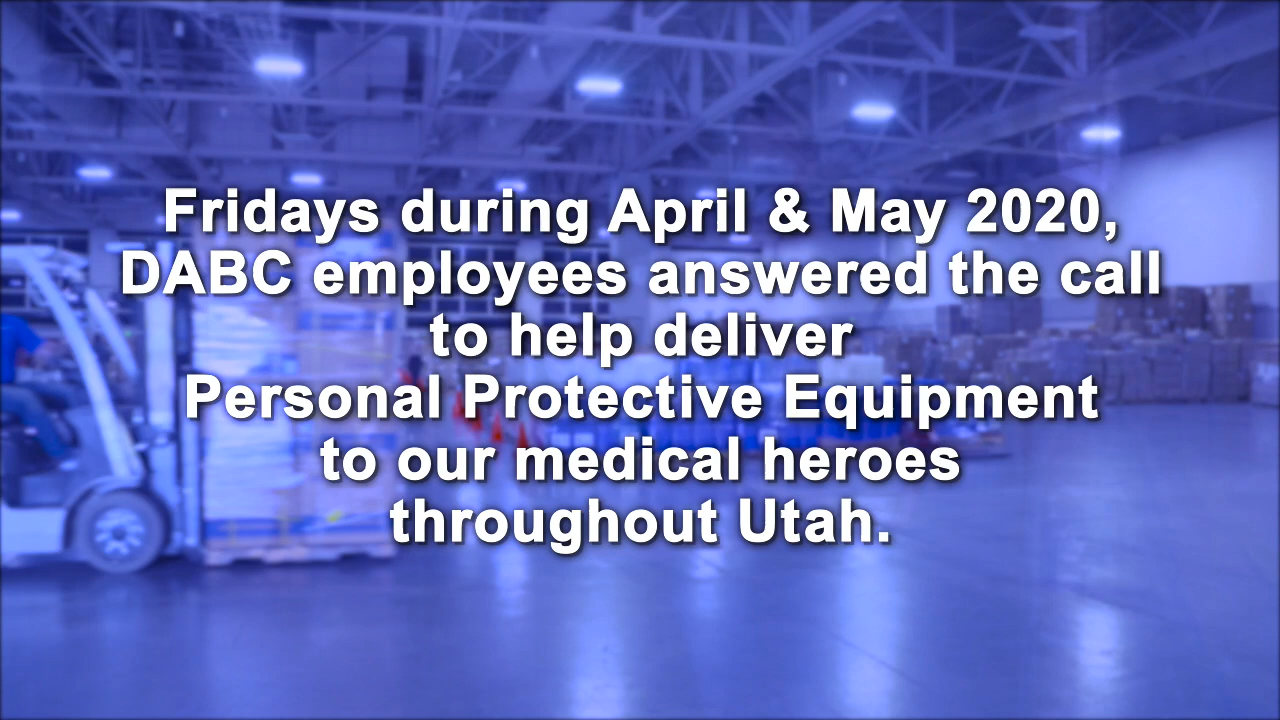 Fridays during April & May 2020,
DABC employees answered the call
to help deliver
Personal Protective Equipment
to our medical heroes
throughout Utah.